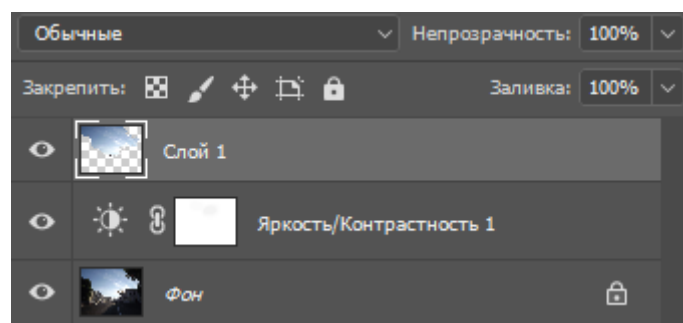 Обычные Непрозрачность: 100%
Закрепить: Заливка: 100%
Слой 1
Яркость/Контрастность 1
Фон